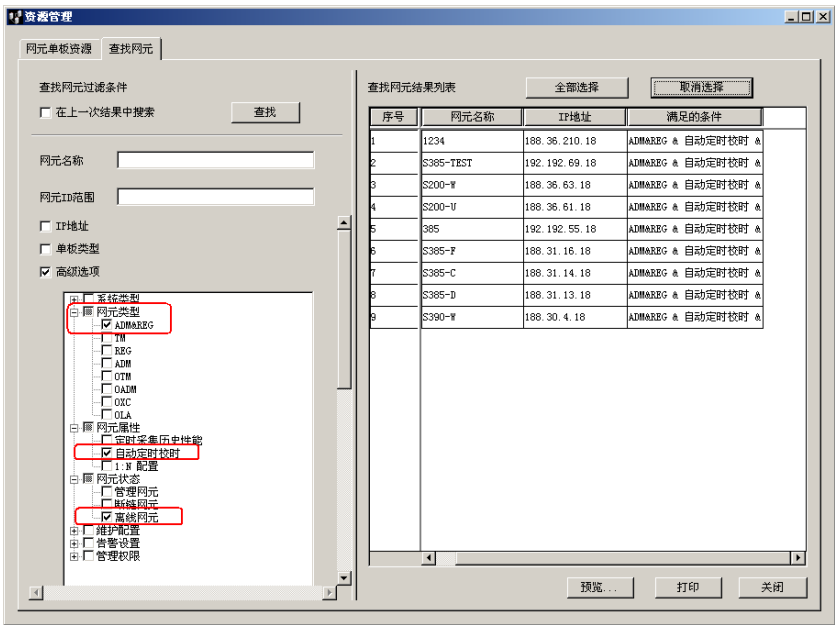 资源管理
网元单板资源 查找网元
查找网元过滤条件
在上一次结果中搜索 查找
网元名称
网元ID范围
IP地址
单板类型
高级选项
系统类型
网元类型
ADM&REG
TM
REG
ADM
OTM
OADM
OXC
OLA
网元属性
定时采集历史性能
自动定时校时
1:N 配置
网元状态
管理网元
断链网元
离线网元
维护配置
告警设置
管理权限
查找网元结果列表 全部选择 取消选择
序号 网元名称 IP地址 满足的条件
1 1234 188.36.210.18 ADM&REG & 自动定时校时 &
2 S385-TEST 192.192.69.18 ADM&REG & 自动定时校时 &
3 S200-W 188.36.63.18 ADM&REG & 自动定时校时 &
4 S200-U 188.36.61.18 ADM&REG & 自动定时校时 &
5 385 192.192.55.18 ADM&REG & 自动定时校时 &
6 S385-F 188.31.16.18 ADM&REG & 自动定时校时 &
7 S385-C 188.31.14.18 ADM&REG & 自动定时校时 &
8 S385-D 188.31.13.18 ADM&REG & 自动定时校时 &
9 S390-W 188.30.4.18 ADM&REG & 自动定时校时 &
预览... 打印 关闭